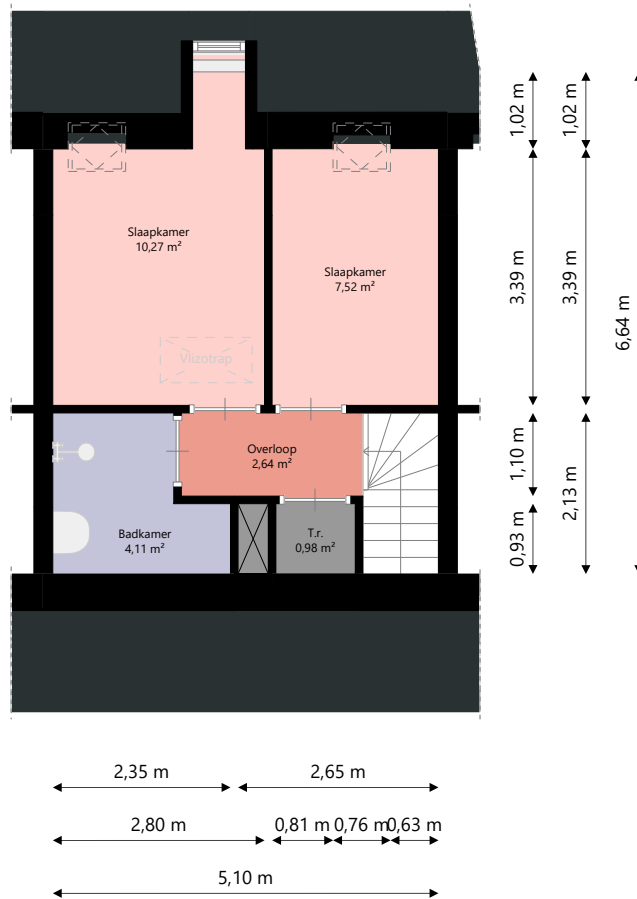 1,02 m
1,02 m
Slaapkamer
10,27 m²
3,39 m
3,39 m
Slaapkamer
7,52 m²
6,64 m
Vlizotrap
Overloop
2,64 m²
1,10 m
2,13 m
Badkamer
4,11 m²
T.r.
0,98 m²
0,93 m
2,35 m
2,65 m
2,80 m
0,81 m
0,76 m
0,63 m
5,10 m